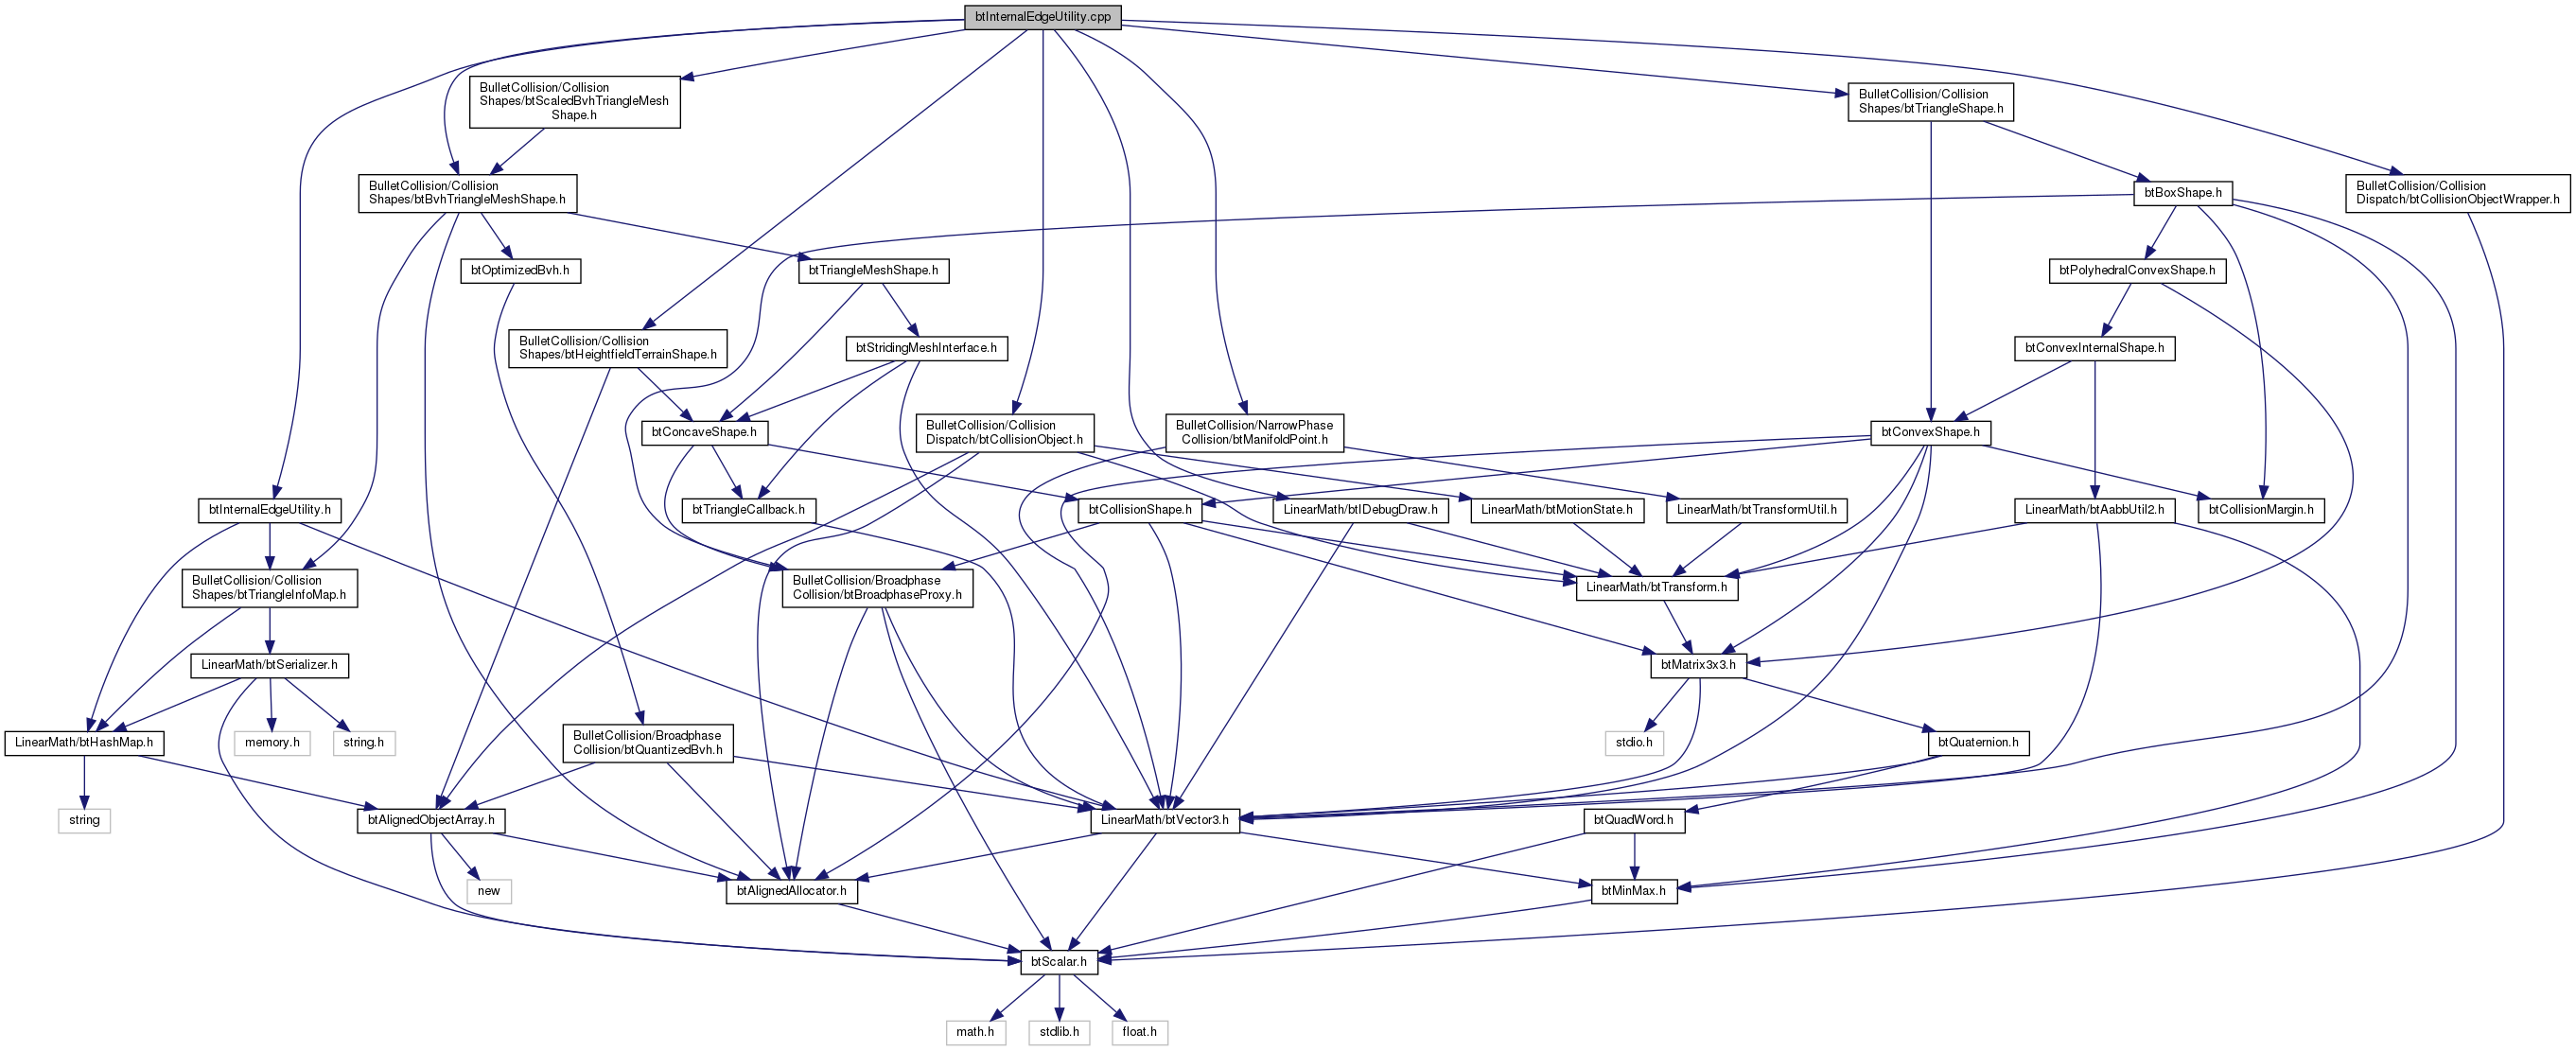 btInternalEdgeUtility.cpp
BulletCollision/Collision
Shapes/btScaledBvhTriangleMesh
Shape.h
BulletCollision/Collision
Shapes/btTriangleShape.h
BulletCollision/Collision
Shapes/btBvhTriangleMeshShape.h
btBoxShape.h
BulletCollision/Collision
Dispatch/btCollisionObjectWrapper.h
btOptimizedBvh.h
btTriangleMeshShape.h
btPolyhedralConvexShape.h
BulletCollision/Collision
Shapes/btHeightfieldTerrainShape.h
btStridingMeshInterface.h
btConvexInternalShape.h
btConcaveShape.h
BulletCollision/Collision
Dispatch/btCollisionObject.h
BulletCollision/NarrowPhase
Collision/btManifoldPoint.h
btConvexShape.h
btInternalEdgeUtility.h
btTriangleCallback.h
btCollisionShape.h
LinearMath/btIDebugDraw.h
LinearMath/btMotionState.h
LinearMath/btTransformUtil.h
LinearMath/btAabbUtil2.h
btCollisionMargin.h
BulletCollision/Collision
Shapes/btTriangleInfoMap.h
BulletCollision/Broadphase
Collision/btBroadphaseProxy.h
LinearMath/btTransform.h
LinearMath/btSerializer.h
btMatrix3x3.h
LinearMath/btHashMap.h
memory.h
string.h
BulletCollision/Broadphase
Collision/btQuantizedBvh.h
stdio.h
btQuaternion.h
string
btAlignedObjectArray.h
LinearMath/btVector3.h
btQuadWord.h
new
btAlignedAllocator.h
btMinMax.h
btScalar.h
math.h
stdlib.h
float.h